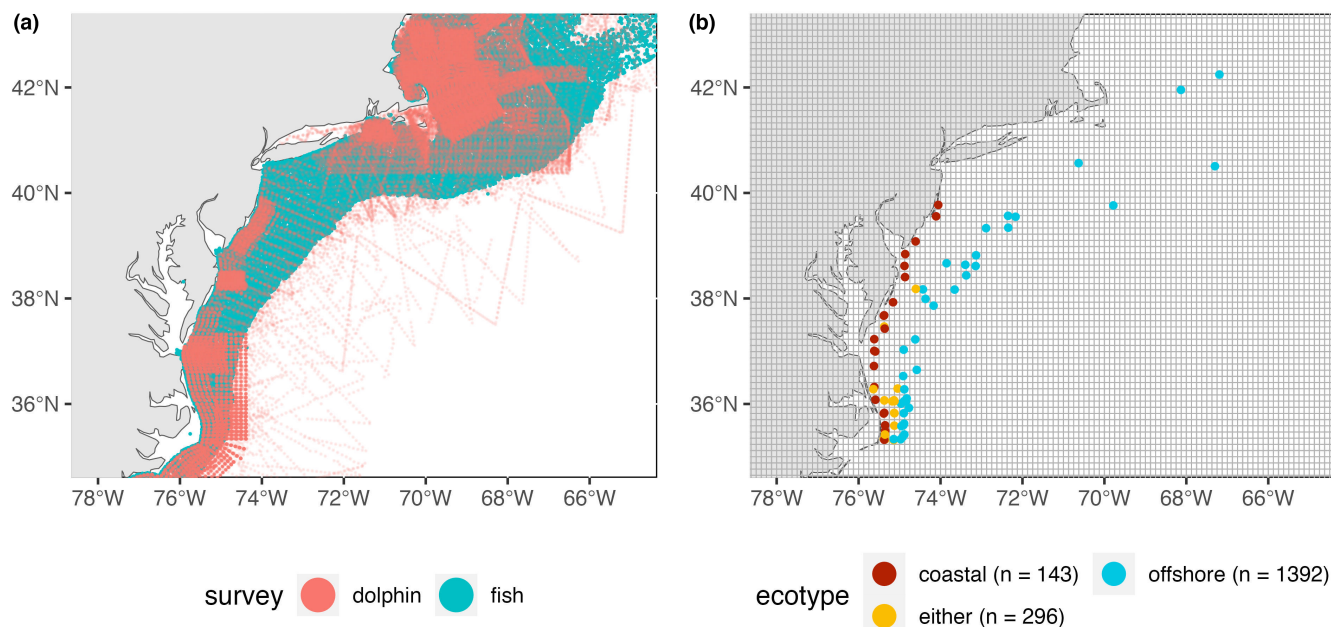 (a)
(b)
42°N
40°N
38°N
36°N
78°W 76°W 74°W 72°W 70°W 68°W 66°W
42°N
40°N
38°N
36°N
78°W 76°W 74°W 72°W 70°W 68°W 66°W
survey dolphin fish
ecotype coastal (n = 143) offshore (n = 1392)
either (n = 296)